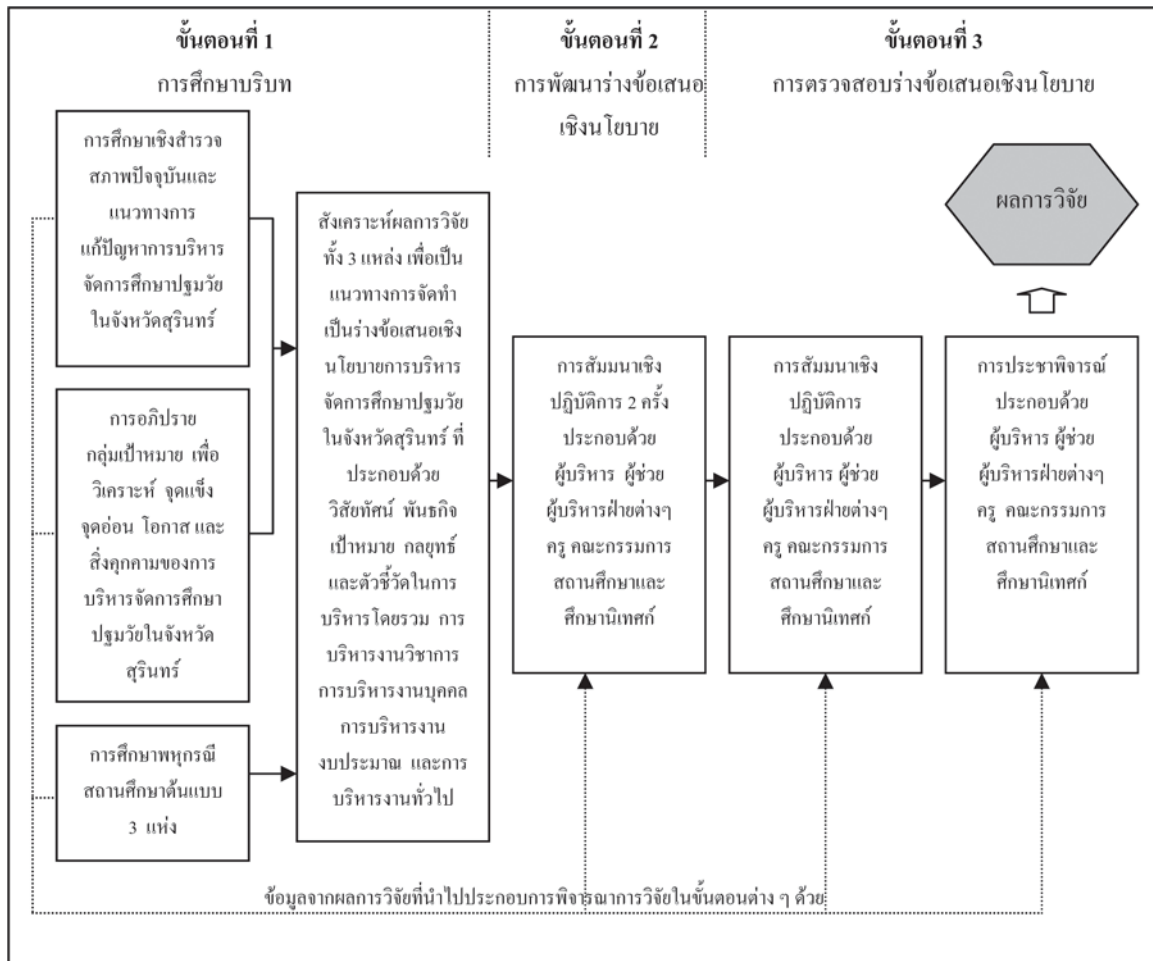 ขั้นตอนที่ 1
การศึกษาบริบท
การศึกษาเชิงสำรวจ
สภาพปัจจุบันและ
แนวทางการ
แก้ปัญหาการบริหาร
จัดการศึกษาปฐมวัย
ในจังหวัดสุรินทร์
การอภิปราย
กลุ่มเป้าหมาย เพื่อ
วิเคราะห์ จุดแข็ง
จุดอ่อน โอกาส และ
สิ่งคุกคามของการ
บริหารจัดการศึกษา
ปฐมวัยในจังหวัด
สุรินทร์
การศึกษาพหุกรณี
สถานศึกษาต้นแบบ
3 แห่ง
สังเคราะห์ผลการวิจัย
ทั้ง 3 แหล่ง เพื่อเป็น
แนวทางการจัดทำ
เป็นร่างข้อเสนอเชิง
นโยบายการบริหาร
จัดการศึกษาปฐมวัย
ในจังหวัดสุรินทร์ ที่
ประกอบด้วย
วิสัยทัศน์ พันธกิจ
เป้าหมาย กลยุทธ์
และตัวชี้วัดในการ
บริหารโดยรวม การ
บริหารงานวิชาการ
การบริหารงานบุคคล
การบริหารงาน
งบประมาณ และการ
บริหารงานทั่วไป
ขั้นตอนที่ 2
การพัฒนาร่างข้อเสนอ
เชิงนโยบาย
การสัมมนาเชิง
ปฏิบัติการ 2 ครั้ง
ประกอบด้วย
ผู้บริหาร ผู้ช่วย
ผู้บริหารฝ่ายต่างๆ
ครู คณะกรรมการ
สถานศึกษาและ
ศึกษานิเทศก์
ขั้นตอนที่ 3
การตรวจสอบร่างข้อเสนอเชิงนโยบาย
การสัมมนาเชิง
ปฏิบัติการ
ประกอบด้วย
ผู้บริหาร ผู้ช่วย
ผู้บริหารฝ่ายต่างๆ
ครู คณะกรรมการ
สถานศึกษาและ
ศึกษานิเทศก์
ผลการวิจัย
การประชาพิจารณ์
ประกอบด้วย
ผู้บริหาร ผู้ช่วย
ผู้บริหารฝ่ายต่างๆ
ครู คณะกรรมการ
สถานศึกษาและ
ศึกษานิเทศก์
ข้อมูลจากผลการวิจัยที่นำไปประกอบการพิจารณาการวิจัยในขั้นตอนต่าง ๆ ด้วย